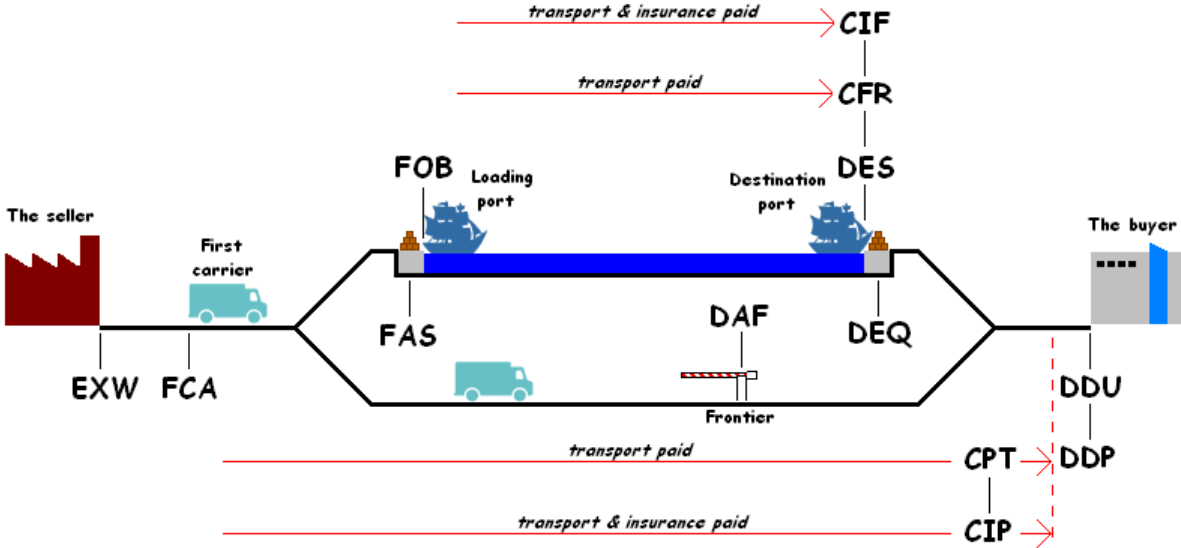 transport & insurance paid
CIF
transport paid
CFR
FOB
Loading
port
Destination
port
DES
The seller
First
carrier
The buyer
FAS
DAF
DEQ
EXW
FCA
Frontier
DDU
transport paid
CPT
DDP
transport & insurance paid
CIP